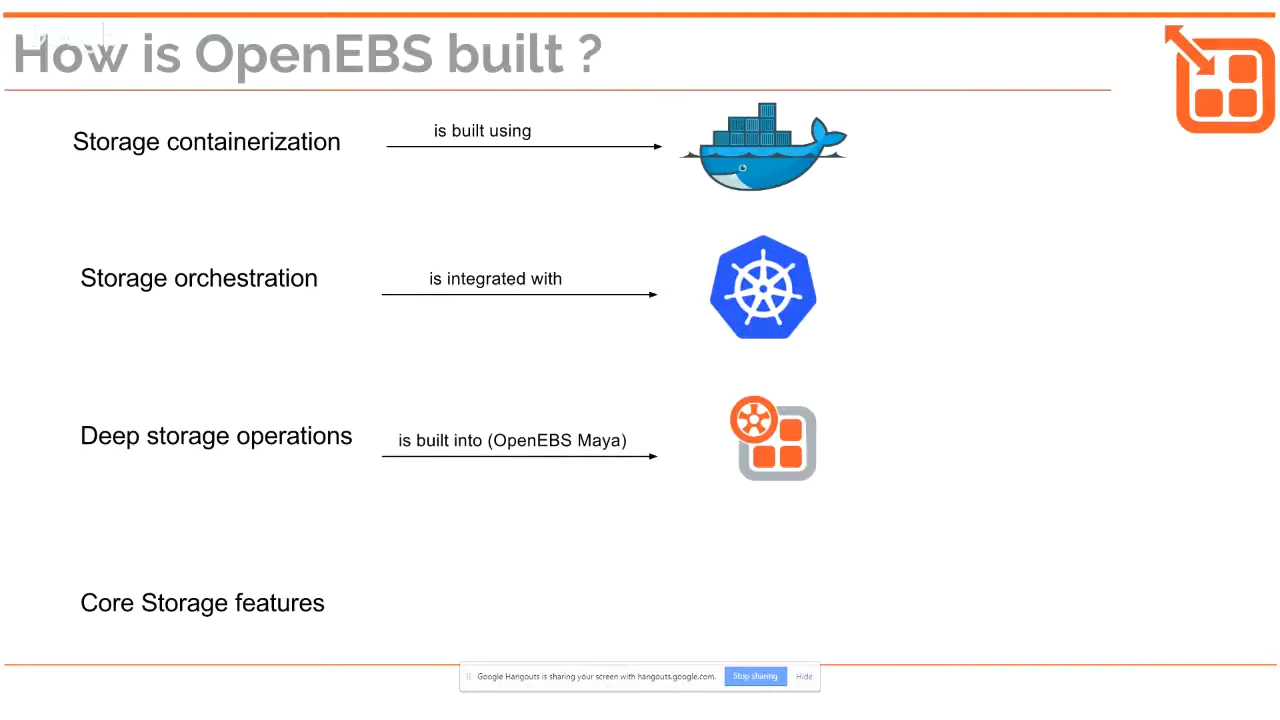 How is OpenEBS built ?
Storage containerization
is built using
Storage orchestration
is integrated with
Deep storage operations
is built into (OpenEBS Maya)
Core Storage features
Google Hangouts is sharing your screen with hangouts.google.com.
Stop sharing
Hide